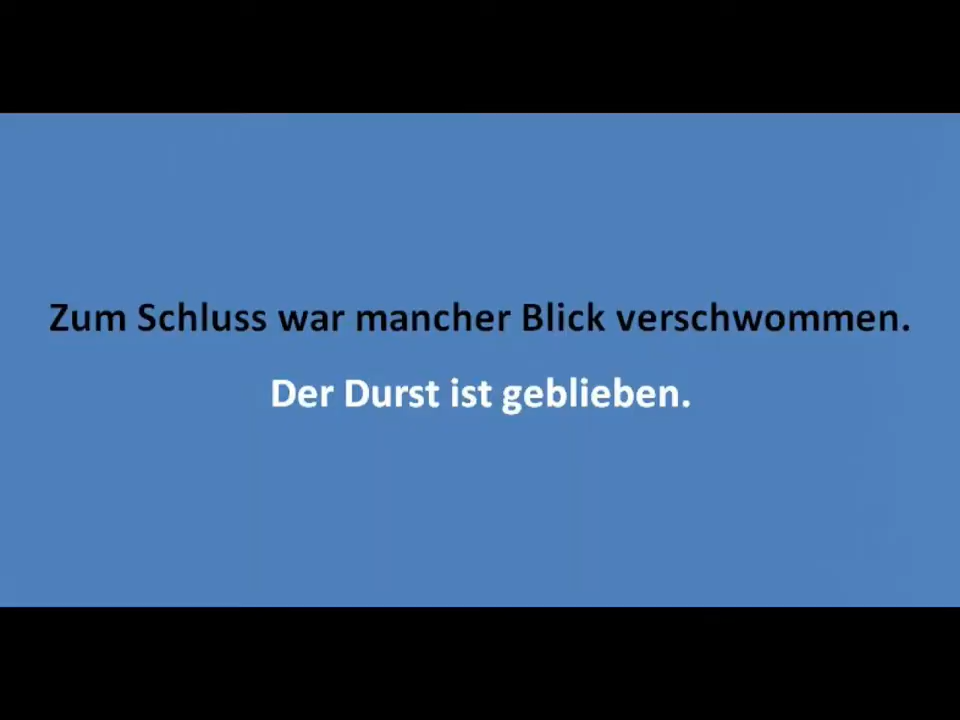 Zum Schluss war mancher Blick verschwommen.
Der Durst ist geblieben.